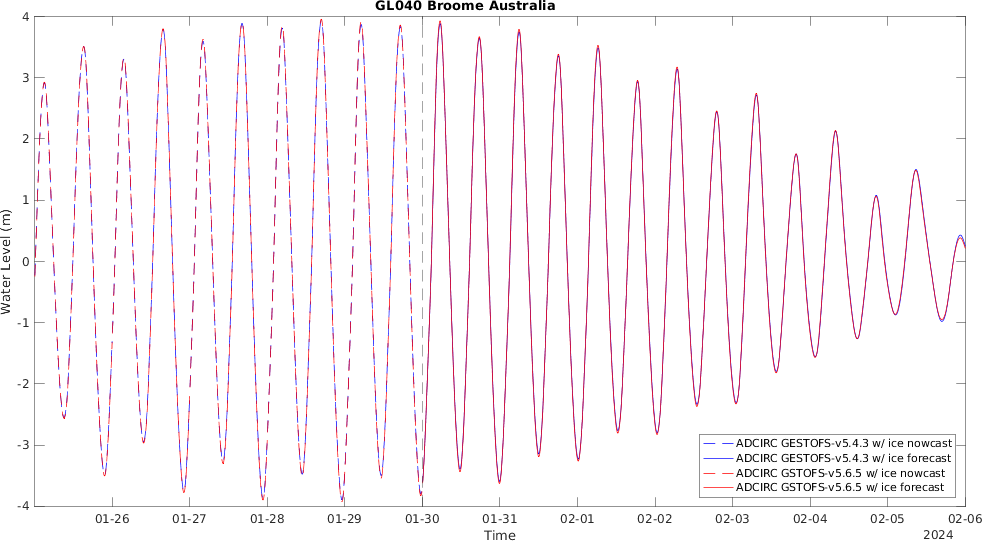 GL040 Broome Australia
4
3
2
1
0
-1
-2
-3
-4
Water Level (m)
ADCIRC GESTOFS-v5.4.3 w/ ice nowcast
ADCIRC GESTOFS-v5.4.3 w/ ice forecast
ADCIRC GSTOFS-v5.6.5 w/ ice nowcast
ADCIRC GSTOFS-v5.6.5 w/ ice forecast
01-26 01-27 01-28 01-29 01-30 01-31 02-01 02-02 02-03 02-04 02-05 02-06
Time 2024